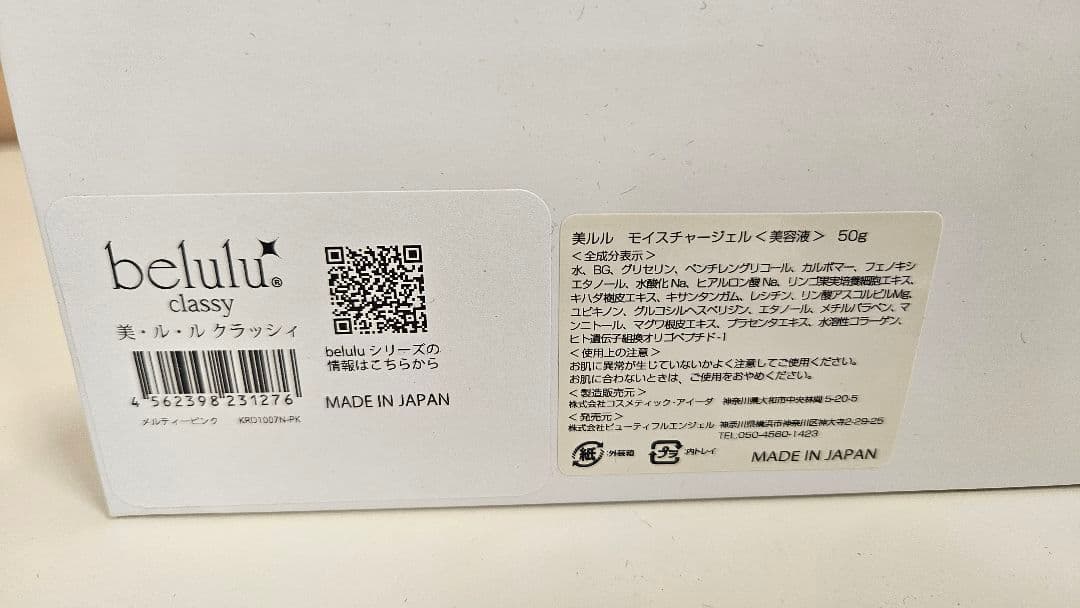 belulu®
classy
美・ル・ル クラッシィ
4 562398 231276
メルティーピンク KRD1007N-PK
belulu シリーズの
情報はこちらから
MADE IN JAPAN
美ルル モイスチャージェル＜美容液＞ 50g
＜全成分表示＞
水、BG、グリセリン、ペンチレングリコール、カルボマー、フェノキシ
エタノール、水酸化Na、ヒアルロン酸Na、リンゴ果実培養細胞エキス、
キハダ樹皮エキス、キサンタンガム、レシチン、リン酸アスコルビルMg、
ユビキノン、グルコシルヘスペリジン、エタノール、メチルパラベン、マ
ンニトール、マグワ根皮エキス、プラセンタエキス、水溶性コラーゲン、
ヒト遺伝子組換オリゴペプチド-1
＜使用上の注意＞
お肌に異常が生じていないかよく注意してご使用ください。
お肌に合わないときは、ご使用をおやめください。
＜製造販売元＞
株式会社コスメティック・アイーダ 神奈川県大和市中央林間5-20-5
＜発売元＞
株式会社ビューティフルエンジェル 神奈川県横浜市神奈川区神大寺2-29-25
TEL.050-4560-1423
紙 :外装箱 プラ :内トレイ MADE IN JAPAN